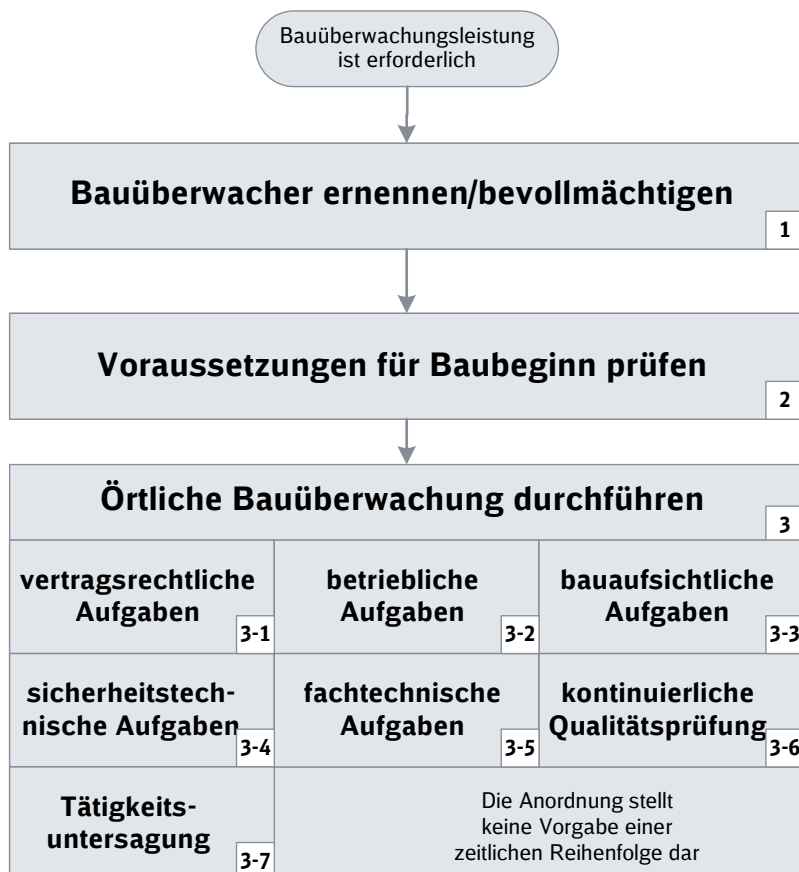 Bauüberwachungsleistung
ist erforderlich
Bauüberwacher ernennen/bevollmächtigen
1
Voraussetzungen für Baubeginn prüfen
2
Örtliche Bauüberwachung durchführen
3
vertragsrechtliche
Aufgaben
3-1
betriebliche
Aufgaben
3-2
bauaufsichtliche
Aufgaben
3-3
sicherheitstech-
nische Aufgaben
3-4
fachtechnische
Aufgaben
3-5
kontinuierliche
Qualitätsprüfung
3-6
Tätigkeits-
untersagung
3-7
Die Anordnung stellt
keine Vorgabe einer
zeitlichen Reihenfolge dar